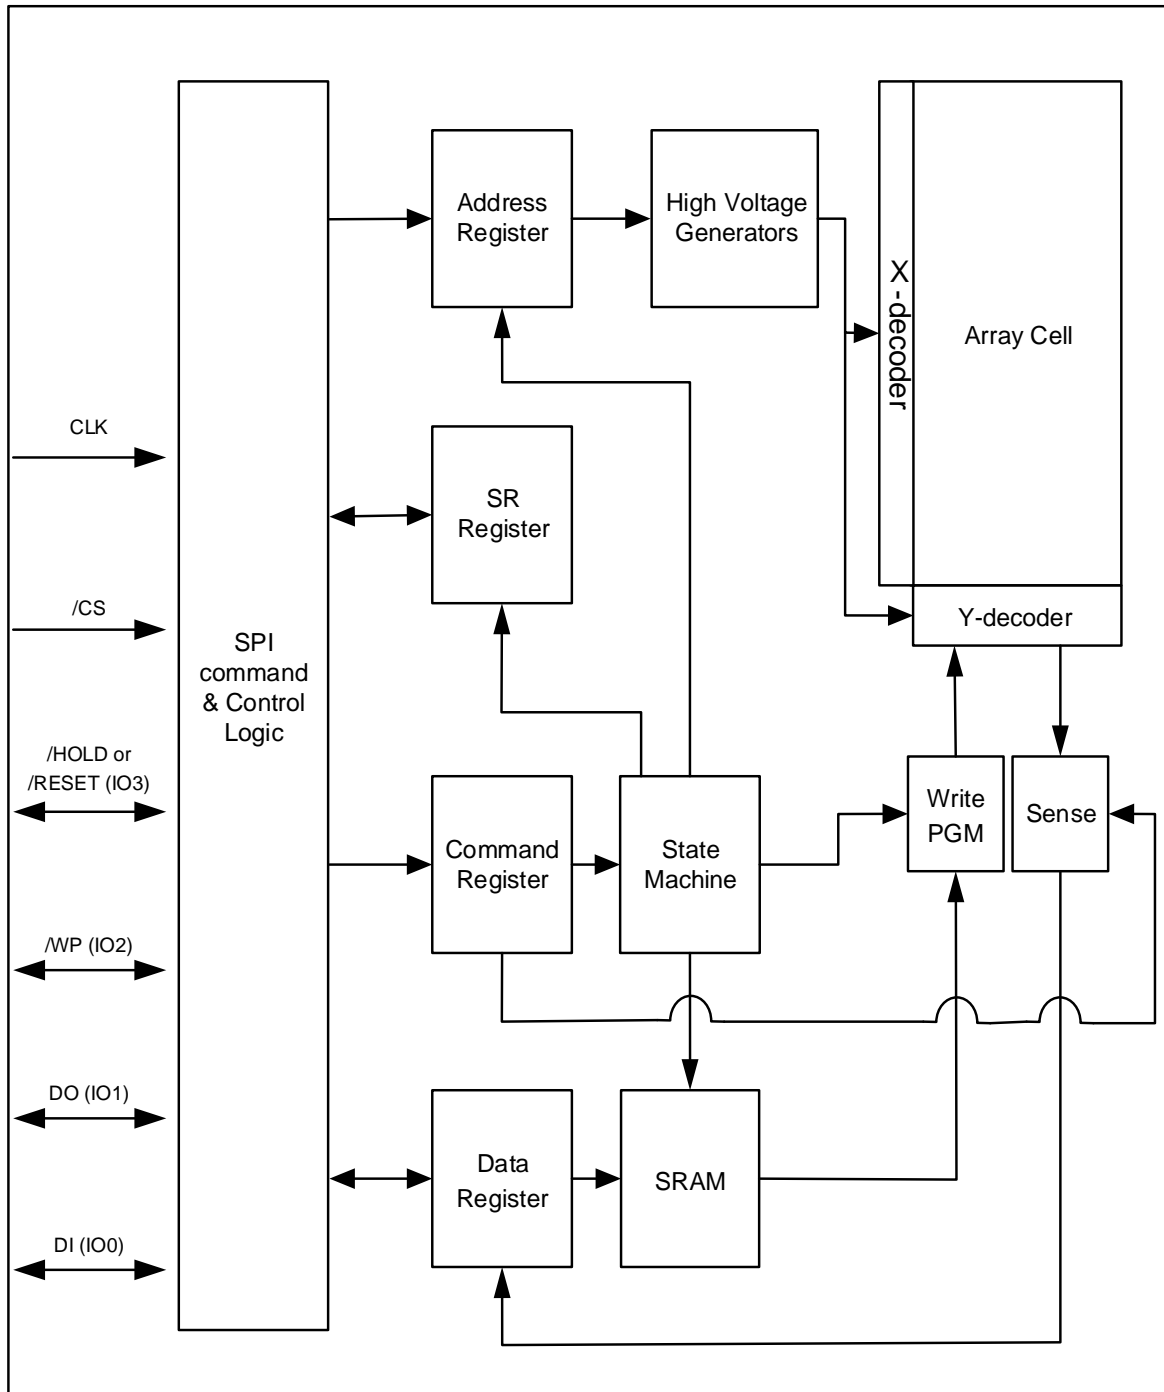 CLK
/CS
/HOLD or
/RESET (IO3)
/WP (IO2)
DO (IO1)
DI (IO0)
SPI
command
& Control
Logic
Address
Register
High Voltage
Generators
X-decoder
Array Cell
SR
Register
Y-decoder
Command
Register
State
Machine
Write
PGM
Sense
Data
Register
SRAM